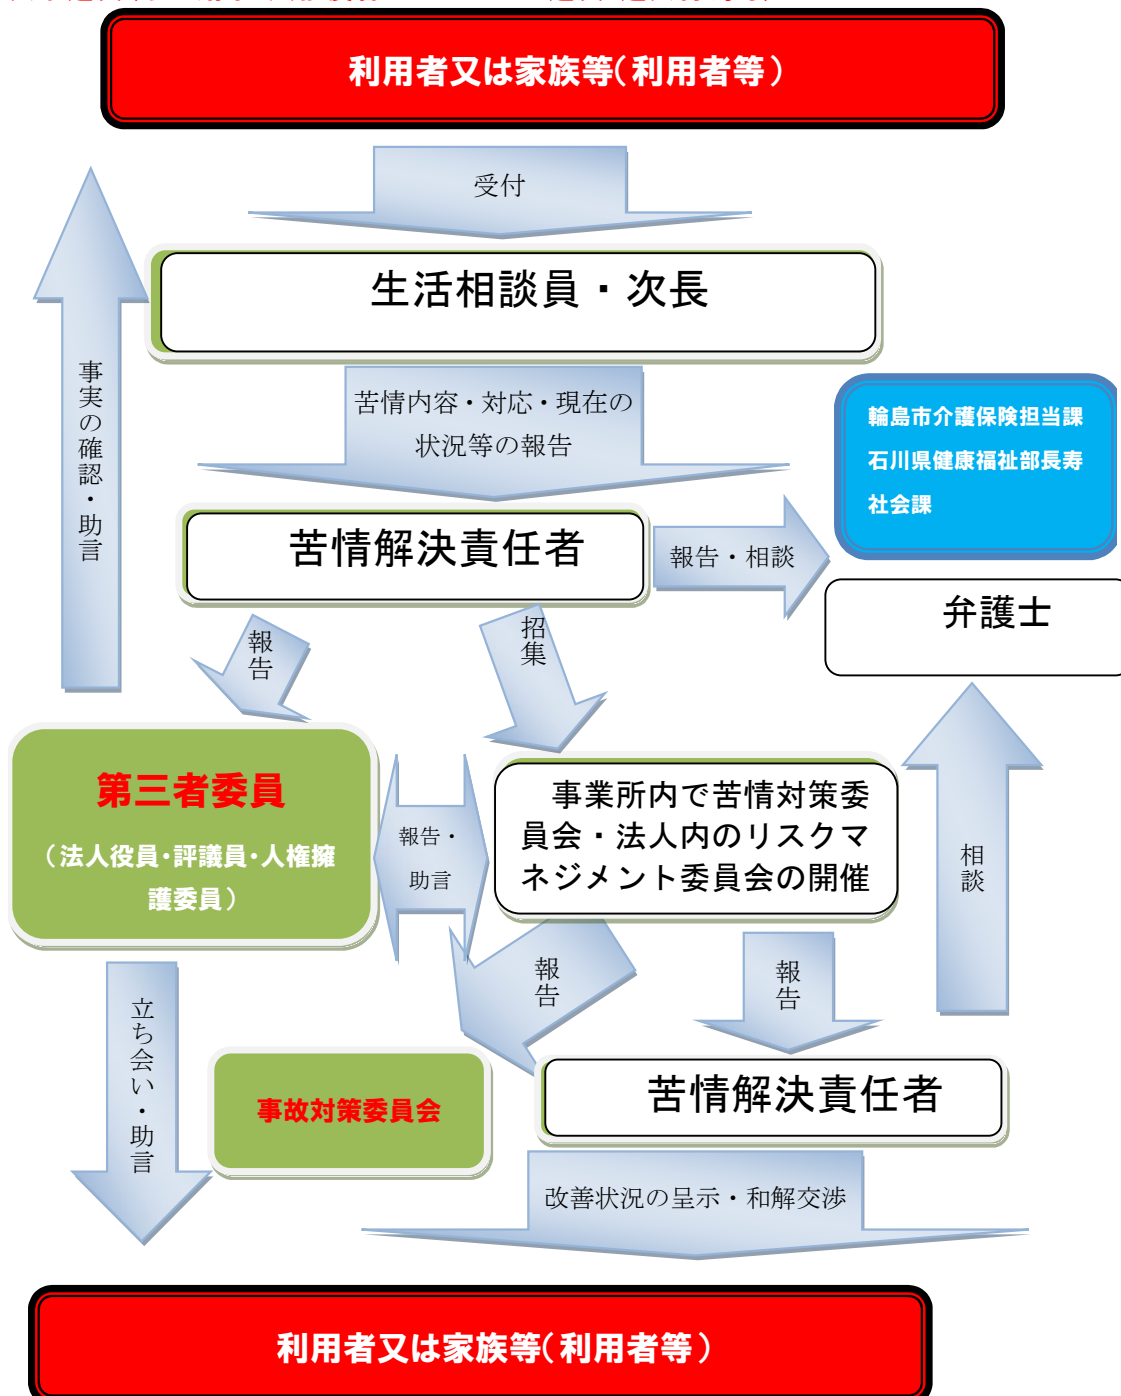 利用者又は家族等(利用者等)
受付
生活相談員・次長
事実の確認・助言
苦情内容・対応・現在の
状況等の報告
輪島市介護保険担当課
石川県健康福祉部長寿
社会課
苦情解決責任者
報告・相談
弁護士
報告
招集
第三者委員
(法人役員・評議員・人権擁
護委員)
報告・
助言
事業所内で苦情対策委
員会・法人内のリスクマ
ネジメント委員会の開催
相談
報告
報告
立ち会い・助言
事故対策委員会
苦情解決責任者
改善状況の呈示・和解交渉
利用者又は家族等(利用者等)